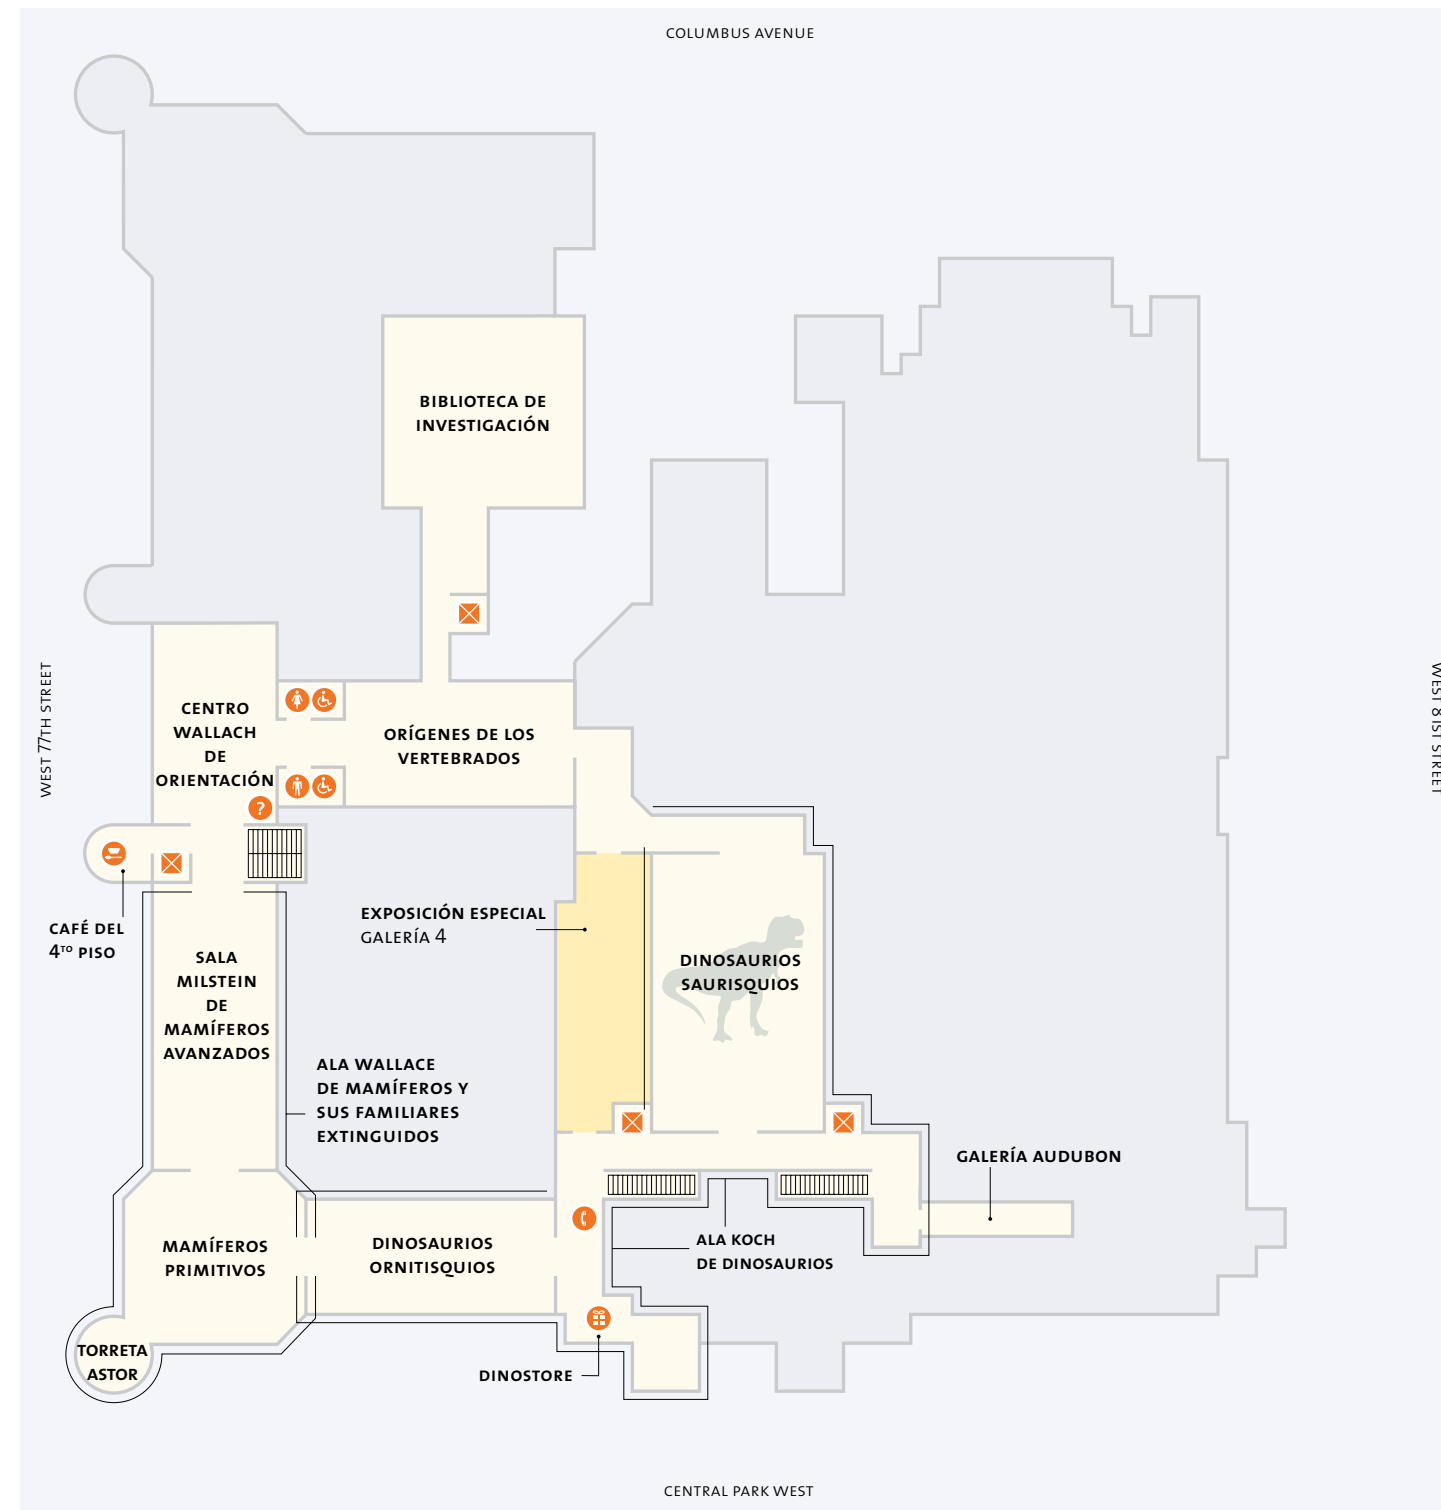 COLUMBUS AVENUE
BIBLIOTECA DE
INVESTIGACIÓN
WEST 77TH STREET
WEST 81ST STREET
CENTRO
WALLACH
DE
ORIENTACIÓN
ORÍGENES DE LOS
VERTEBRADOS
?
CAFÉ DEL
4TO PISO
EXPOSICIÓN ESPECIAL
GALERÍA 4
SALA
MILSTEIN
DE
MAMÍFEROS
AVANZADOS
DINOSAURIOS
SAURISQUIOS
ALA WALLACE
DE MAMÍFEROS Y
SUS FAMILIARES
EXTINGUIDOS
GALERÍA AUDUBON
MAMÍFEROS
PRIMITIVOS
DINOSAURIOS
ORNITISQUIOS
ALA KOCH
DE DINOSAURIOS
TORRETA
ASTOR
DINOSTORE
CENTRAL PARK WEST